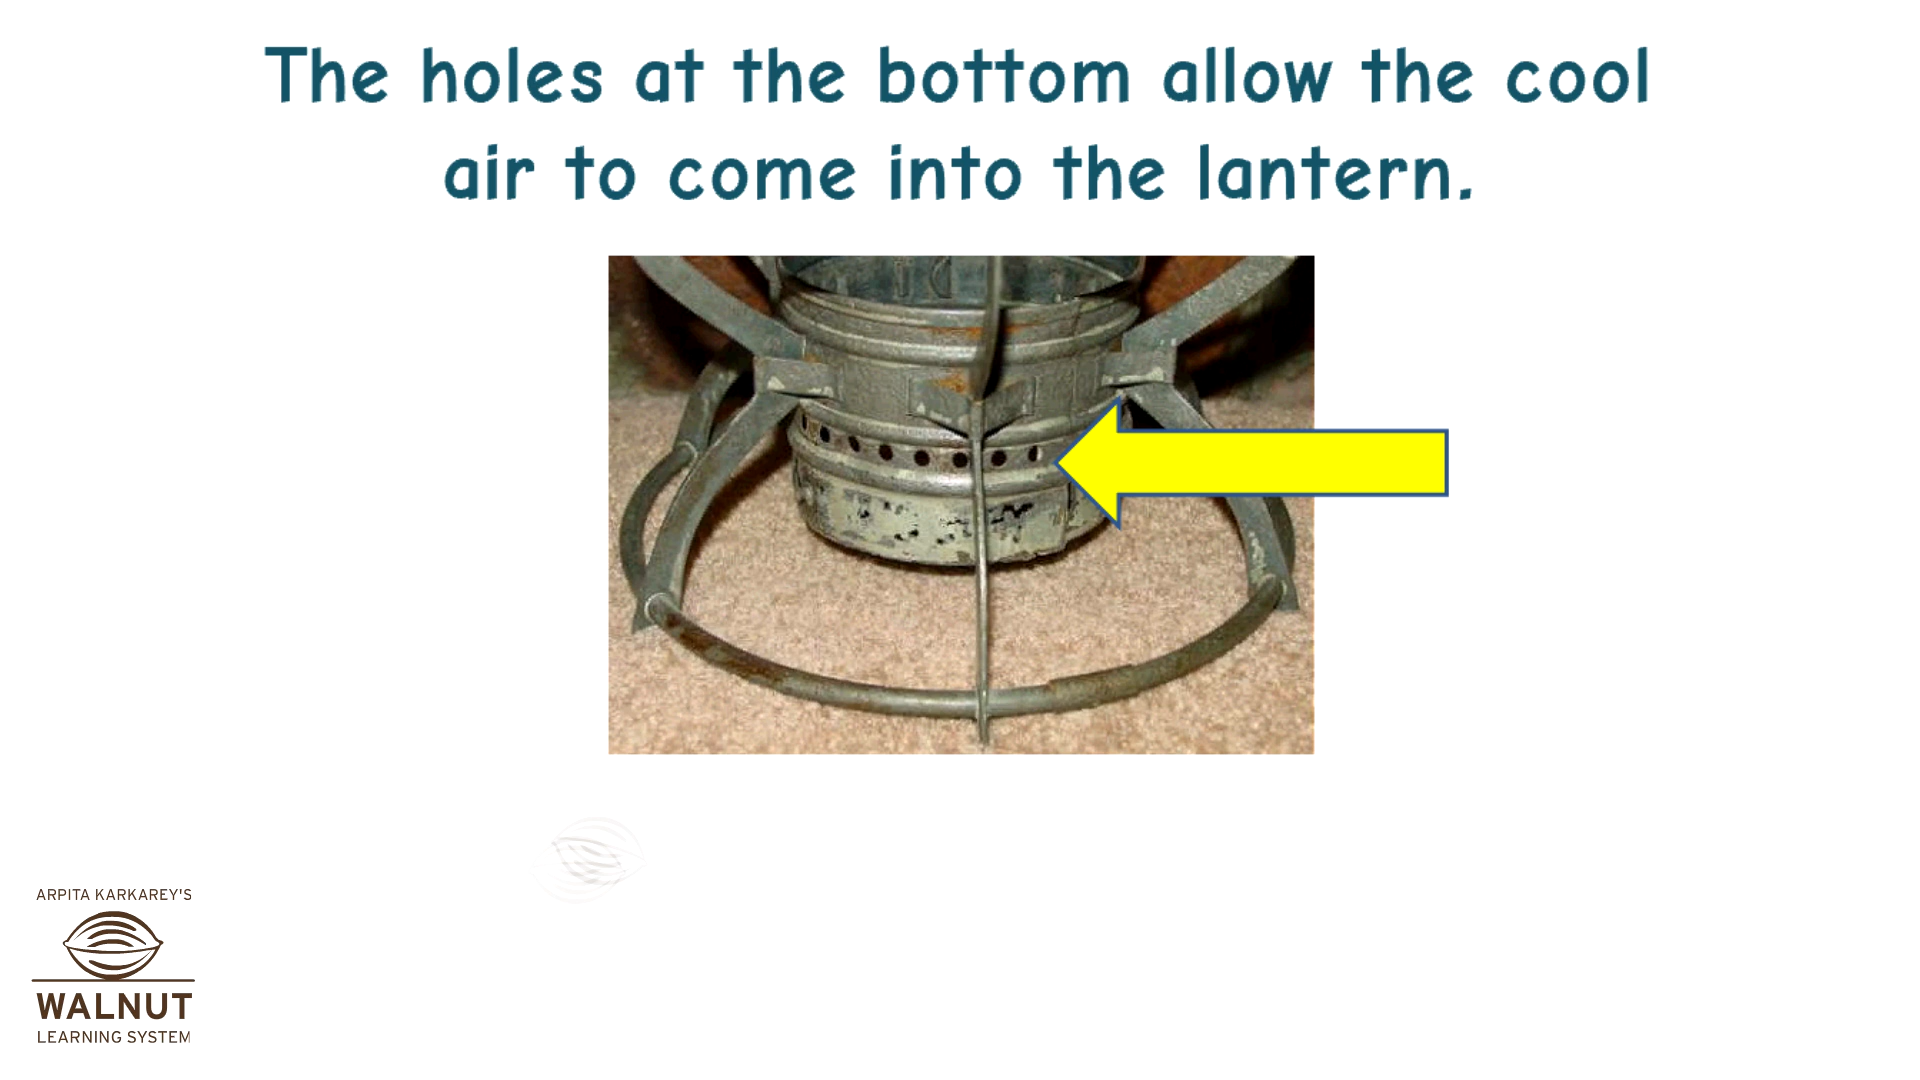 The holes at the bottom allow the cool
air to come into the lantern.
ARPITA KARKAREY'S
WALNUT
LEARNING SYSTEM